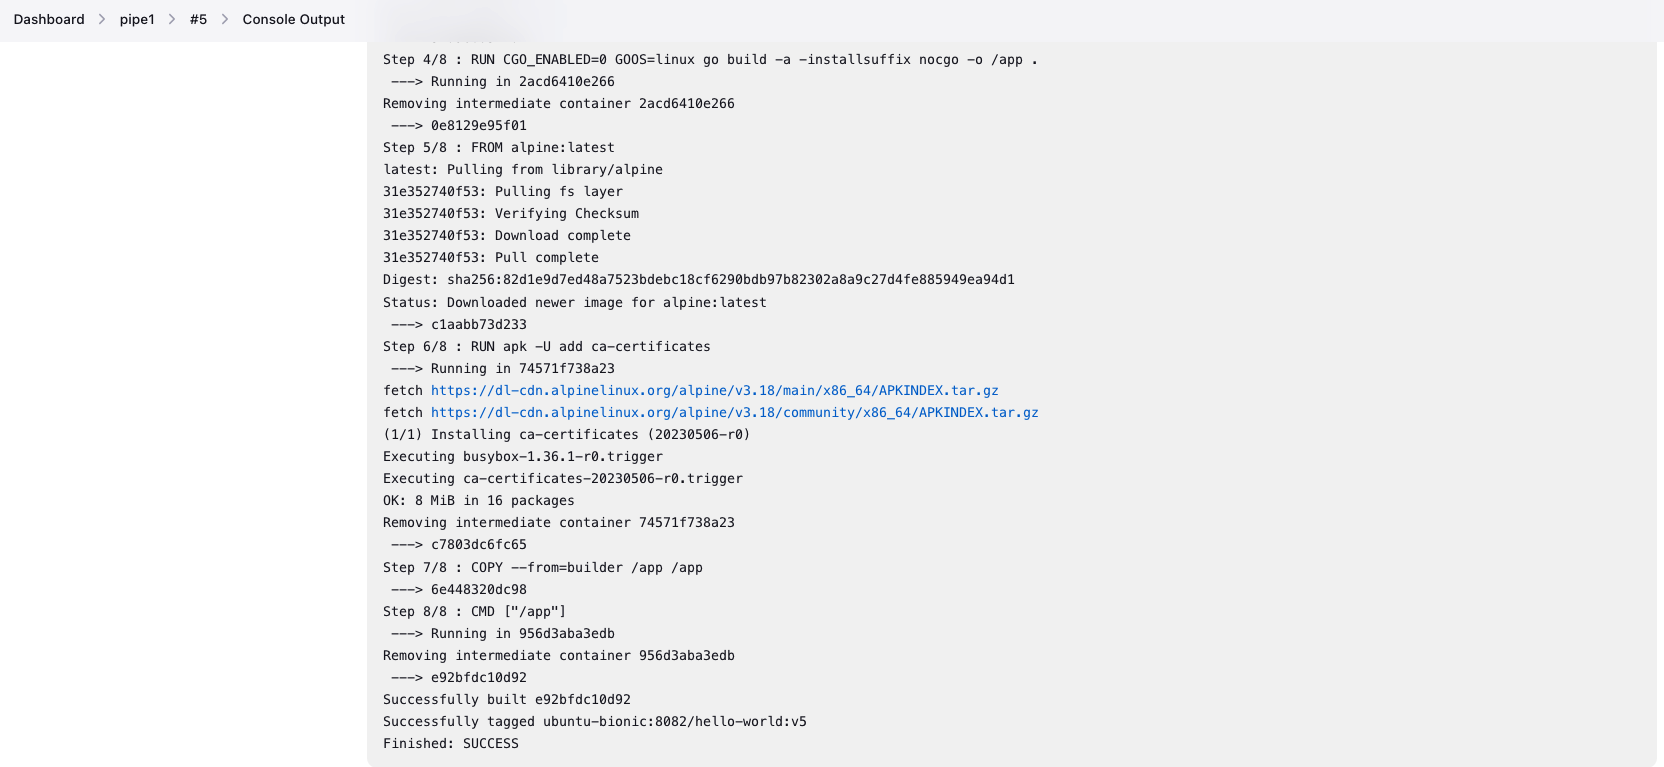 Dashboard > pipe1 > #5 > Console Output
Step 4/8 : RUN CGO_ENABLED=0 GOOS=linux go build -a -installsuffix nocgo -o /app .
---> Running in 2acd6410e266
Removing intermediate container 2acd6410e266
---> 0e8129e95f01
Step 5/8 : FROM alpine:latest
latest: Pulling from library/alpine
31e352740f53: Pulling fs layer
31e352740f53: Verifying Checksum
31e352740f53: Download complete
31e352740f53: Pull complete
Digest: sha256:82d1e9d7ed48a7523bdebc18cf6290bdb97b82302a8a9c27d4fe885949ea94d1
Status: Downloaded newer image for alpine:latest
---> c1aabb73d233
Step 6/8 : RUN apk -U add ca-certificates
---> Running in 74571f738a23
fetch https://dl-cdn.alpinelinux.org/alpine/v3.18/main/x86_64/APKINDEX.tar.gz
fetch https://dl-cdn.alpinelinux.org/alpine/v3.18/community/x86_64/APKINDEX.tar.gz
(1/1) Installing ca-certificates (20230506-r0)
Executing busybox-1.36.1-r0.trigger
Executing ca-certificates-20230506-r0.trigger
OK: 8 MiB in 16 packages
Removing intermediate container 74571f738a23
---> c7803dc6fc65
Step 7/8 : COPY --from=builder /app /app
---> 6e448320dc98
Step 8/8 : CMD ["/app"]
---> Running in 956d3aba3edb
Removing intermediate container 956d3aba3edb
---> e92bfdc10d92
Successfully built e92bfdc10d92
Successfully tagged ubuntu-bionic:8082/hello-world:v5
Finished: SUCCESS